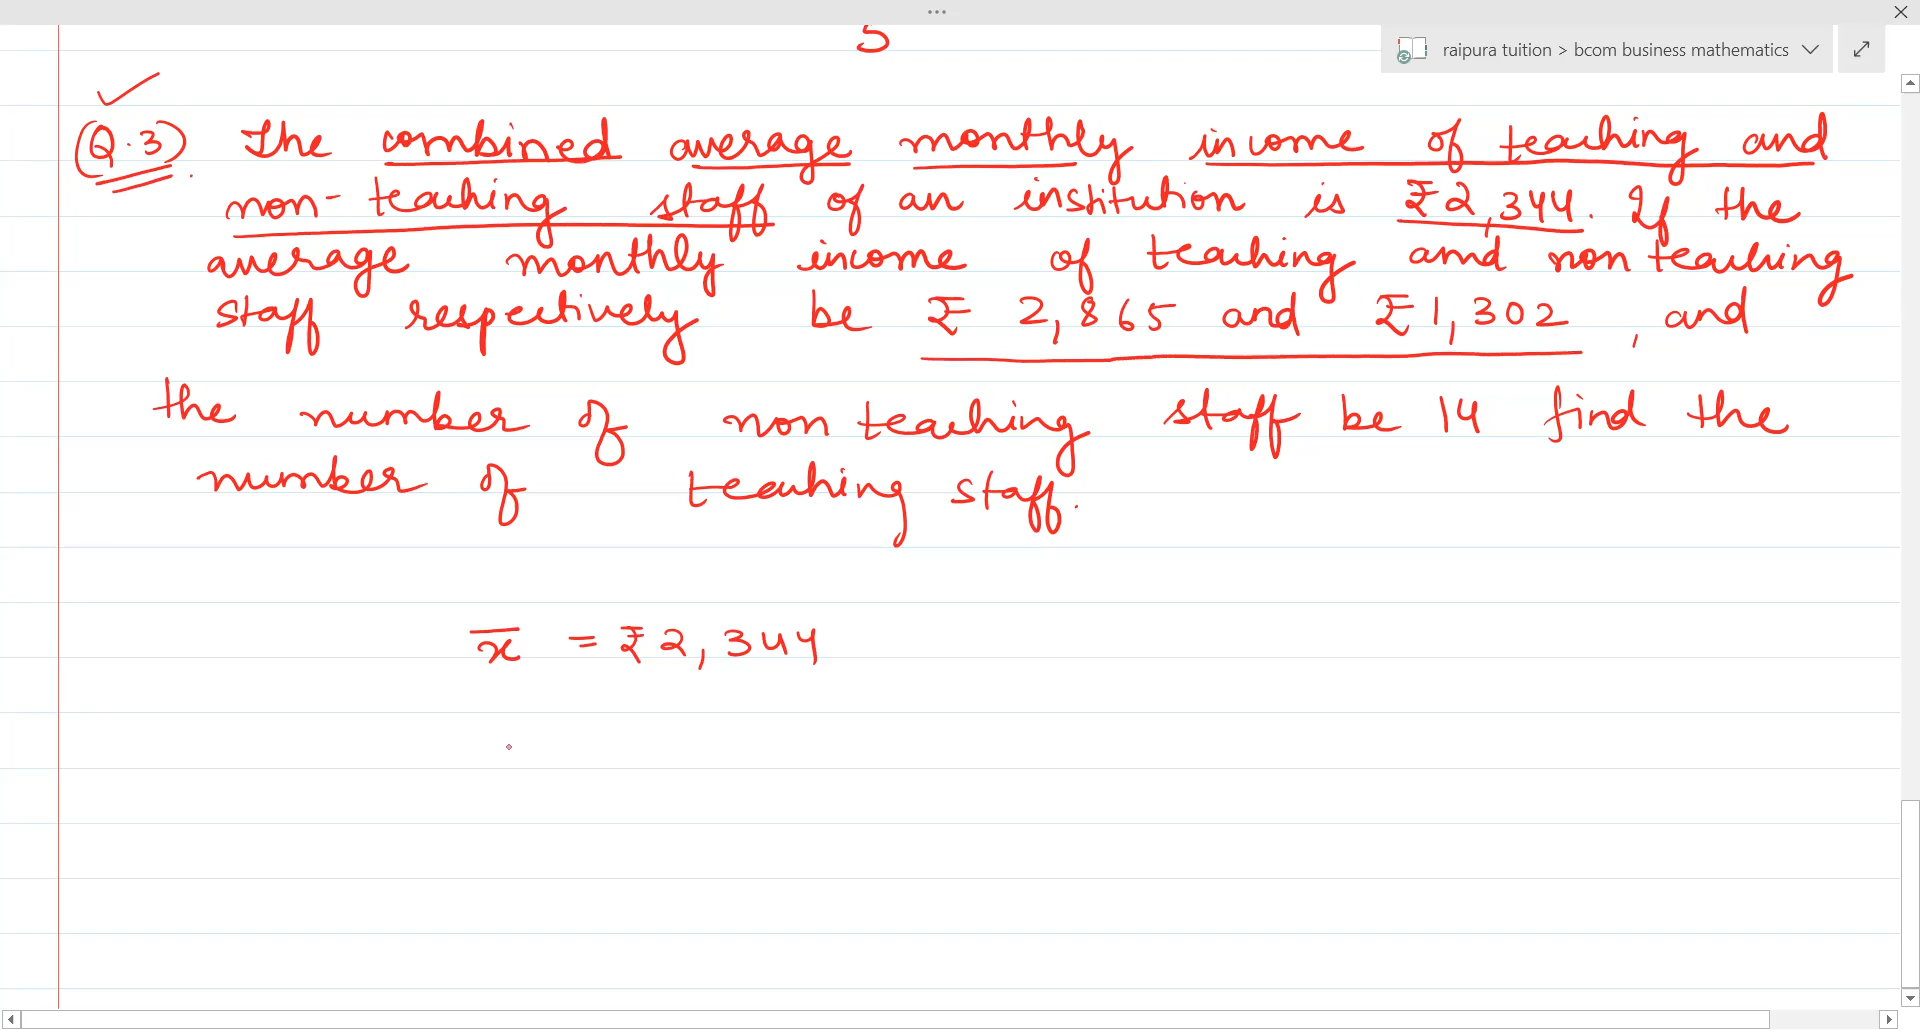 ...
5
raipura tuition > bcom business mathematics
(Q.3). The combined average monthly income of teaching and
non-teaching staff of an institution is ₹2,344. If the
average monthly income of teaching and non teaching
staff respectively be ₹ 2,865 and ₹1,302, and
the number of non teaching staff be 14 find the
number of teaching staff.
x̅ = ₹2,344